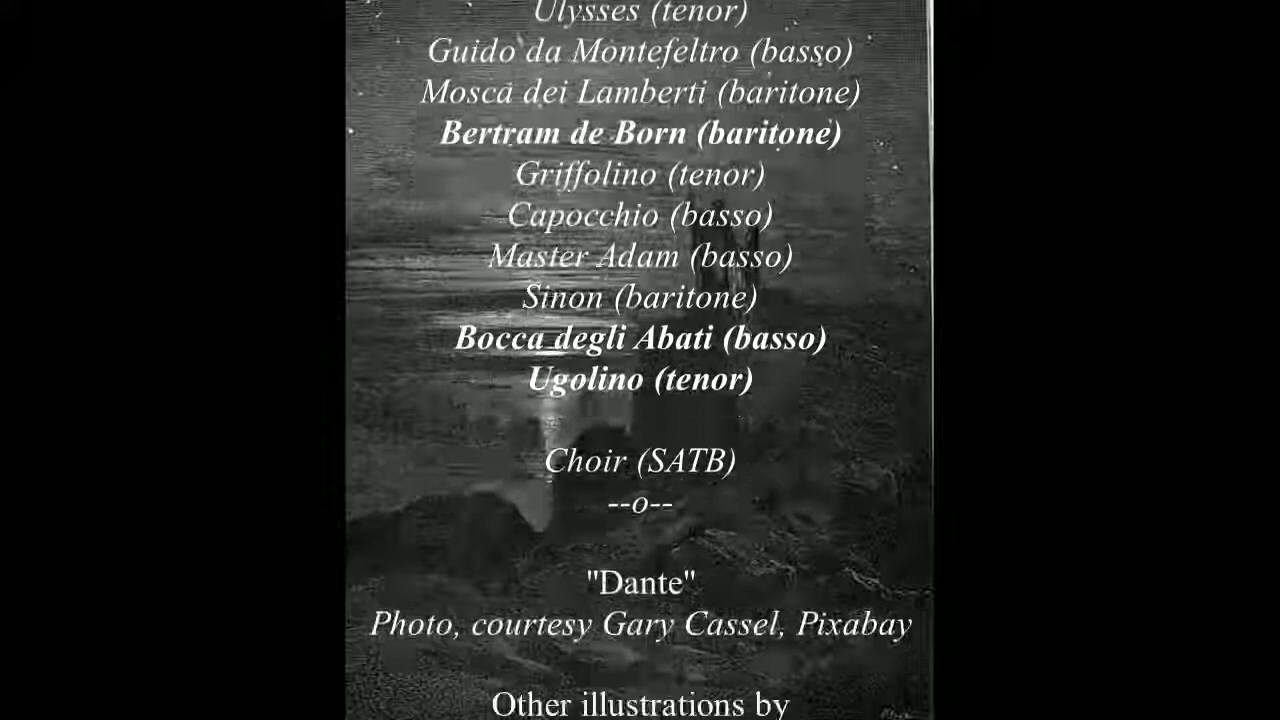 Ulysses (tenor)
Guido da Montefeltro (basso)
Mosca dei Lamberti (baritone)
Bertram de Born (baritone)
Griffolino (tenor)
Capocchio (basso)
Master Adam (basso)
Sinon (baritone)
Bocca degli Abati (basso)
Ugolino (tenor)
Choir (SATB)
--o--
"Dante"
Photo, courtesy Gary Cassel, Pixabay
Other illustrations by